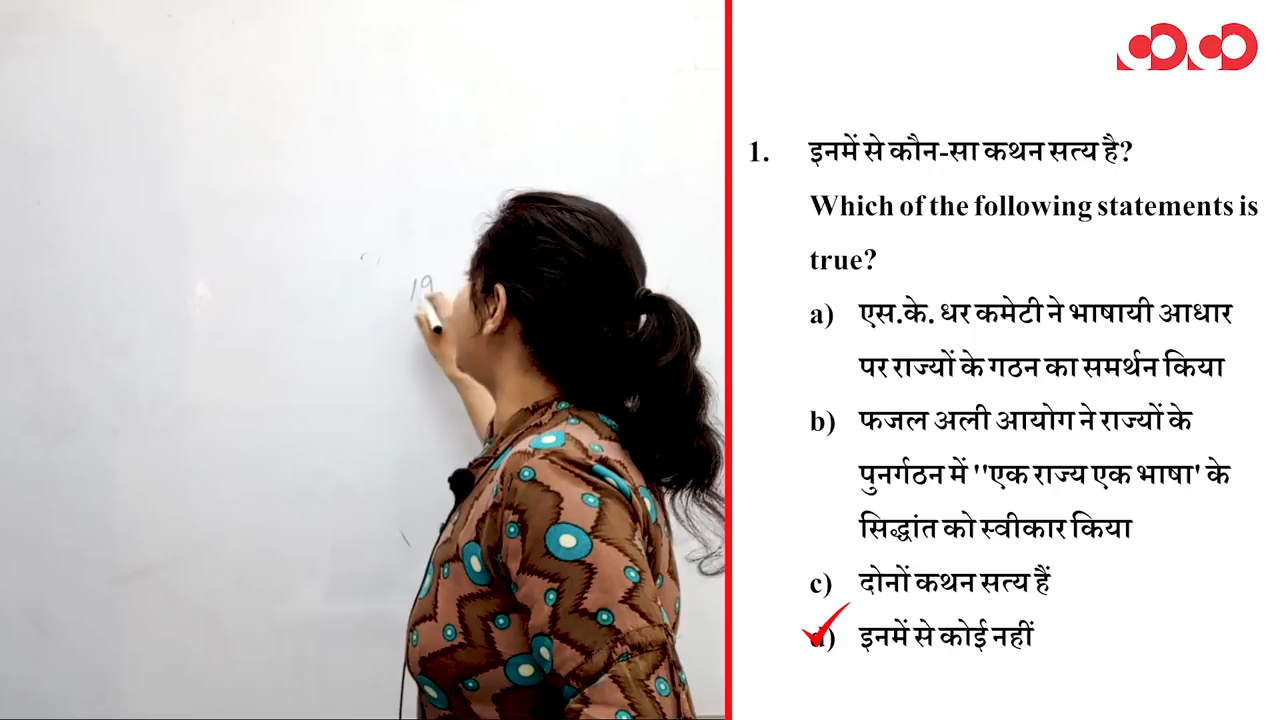 19
1. इनमें से कौन-सा कथन सत्य है?
Which of the following statements is
true?
a) एस.के. धर कमेटी ने भाषायी आधार
पर राज्यों के गठन का समर्थन किया
b) फजल अली आयोग ने राज्यों के
पुनर्गठन में ''एक राज्य एक भाषा' के
सिद्धांत को स्वीकार किया
c) दोनों कथन सत्य हैं
d) इनमें से कोई नहीं